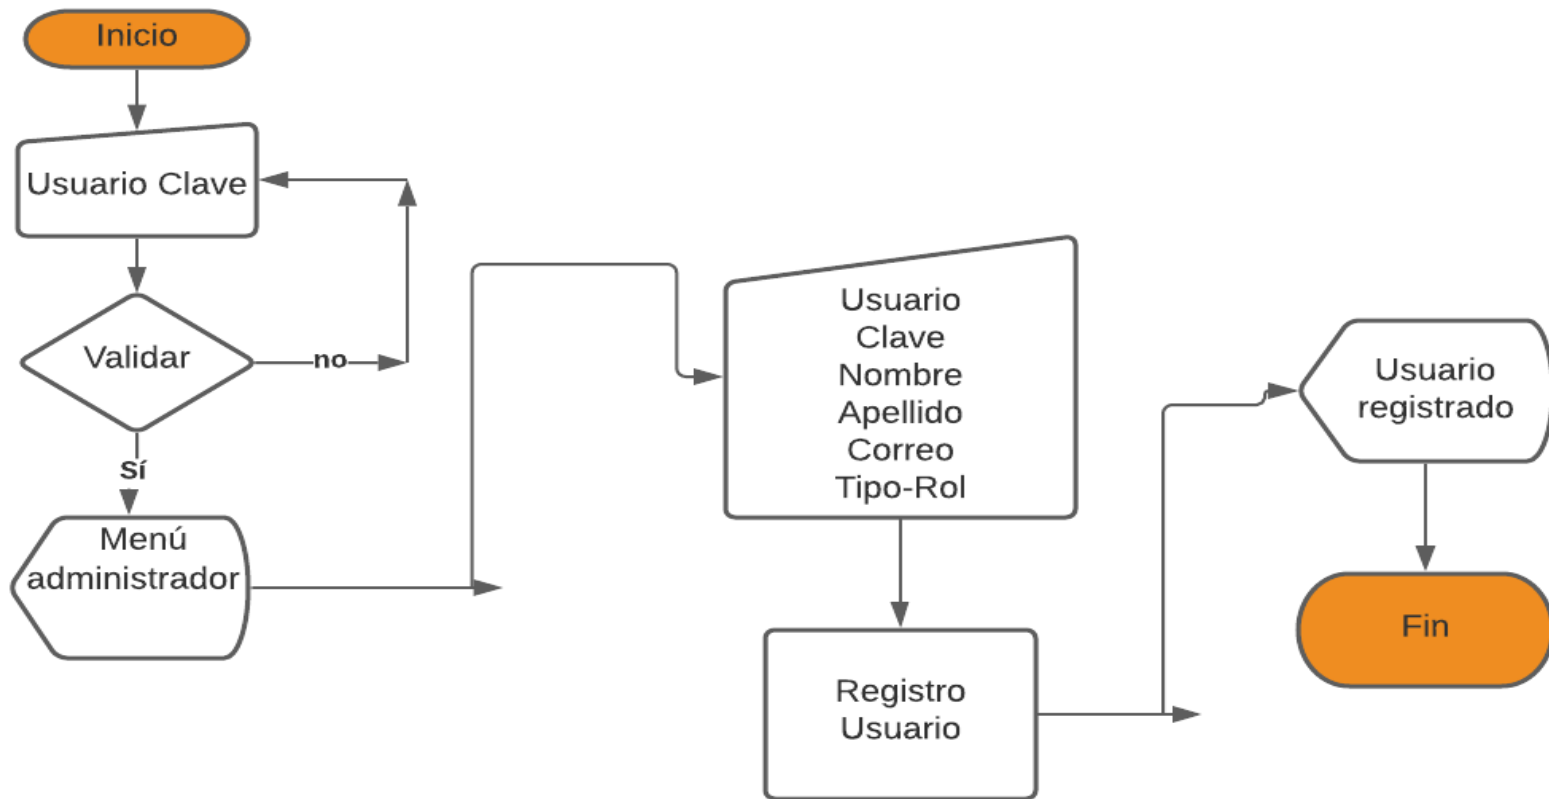 Inicio
Usuario Clave
Validar
no
Sí
Menú
administrador
Usuario
Clave
Nombre
Apellido
Correo
Tipo-Rol
Registro
Usuario
Usuario
registrado
Fin